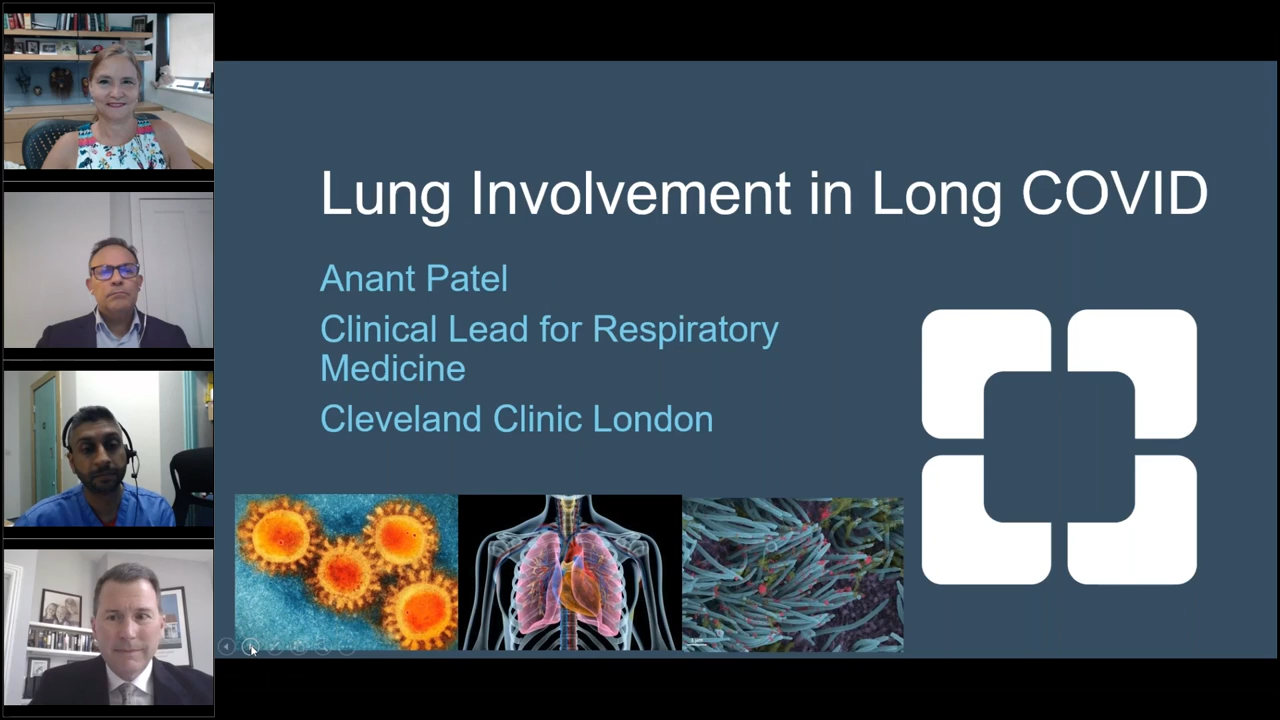 Lung Involvement in Long COVID
Anant Patel
Clinical Lead for Respiratory
Medicine
Cleveland Clinic London